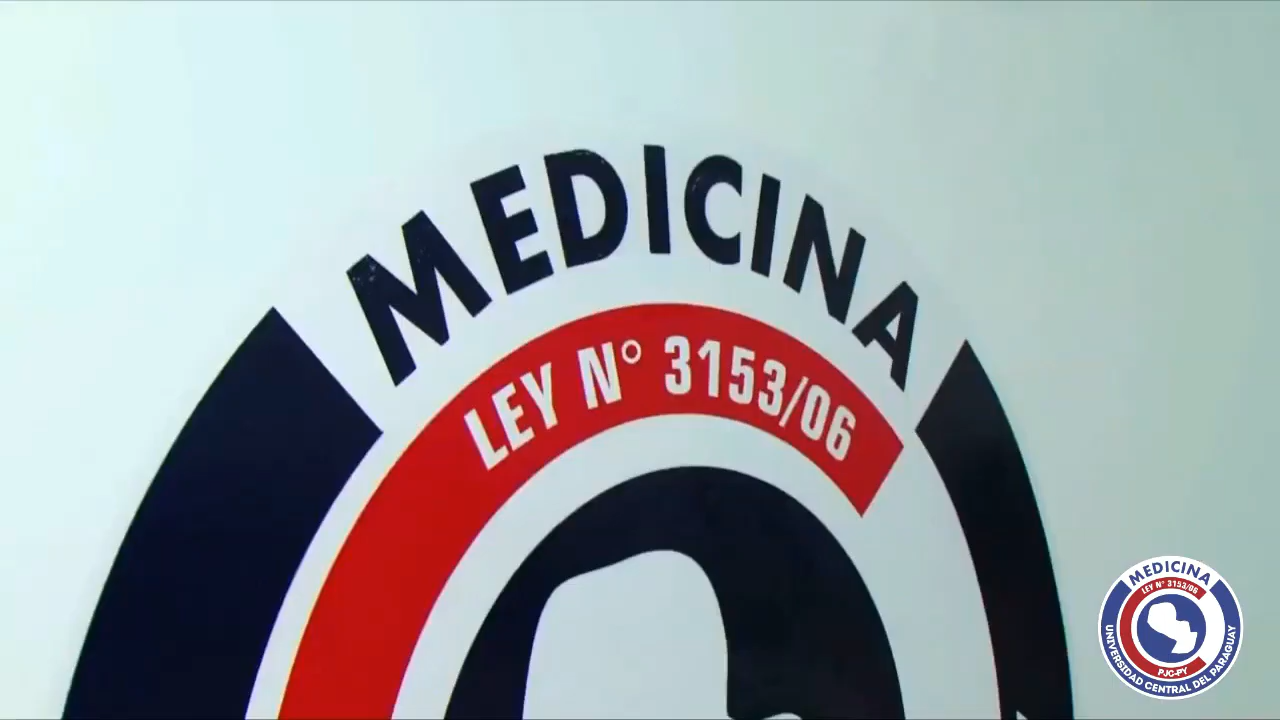 MEDICINA
LEY N° 3153/06
MEDICINA
LEY N° 3153/06
UNIVERSIDAD CENTRAL DEL PARAGUAY
PJC-PY